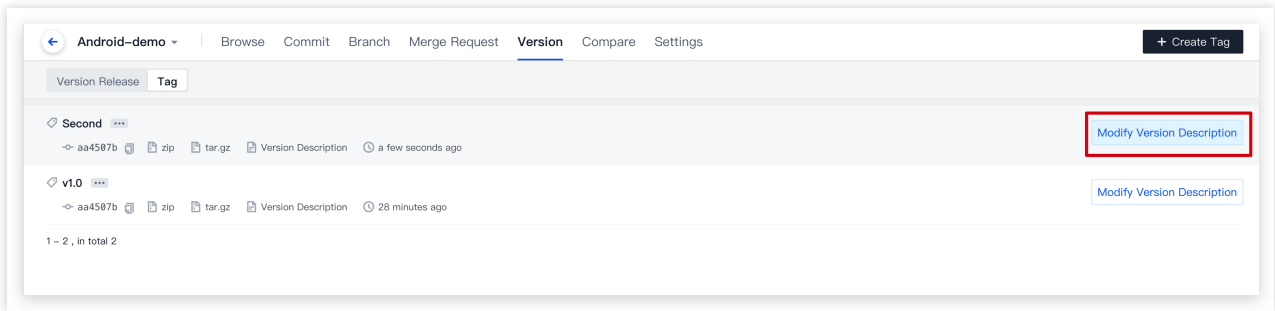 Android-demo Browse Commit Branch Merge Request Version Compare Settings + Create Tag
Version Release Tag
Second ···
aa4507b zip tar.gz Version Description a few seconds ago Modify Version Description
v1.0 ···
aa4507b zip tar.gz Version Description 28 minutes ago Modify Version Description
1 – 2 , in total 2